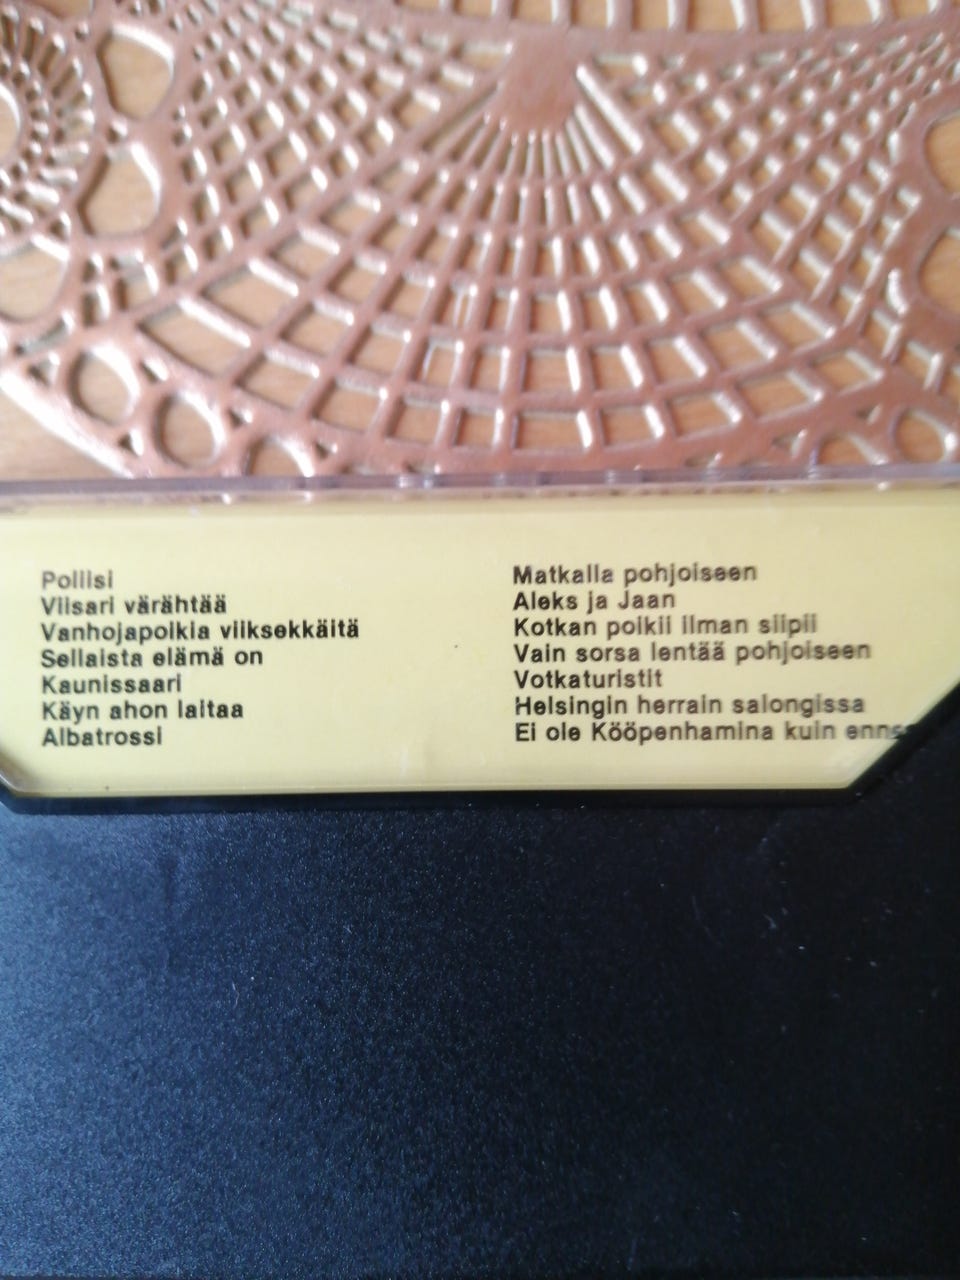 Poliisi
Viisari värähtää
Vanhojapoikia viiksekkäitä
Sellaista elämä on
Kaunissaari
Käyn ahon laitaa
Albatrossi
Matkalla pohjoiseen
Aleks ja Jaan
Kotkan poikii ilman siipii
Vain sorsa lentää pohjoiseen
Votkaturistit
Helsingin herrain salongissa
Ei ole Kööpenhamina kuin